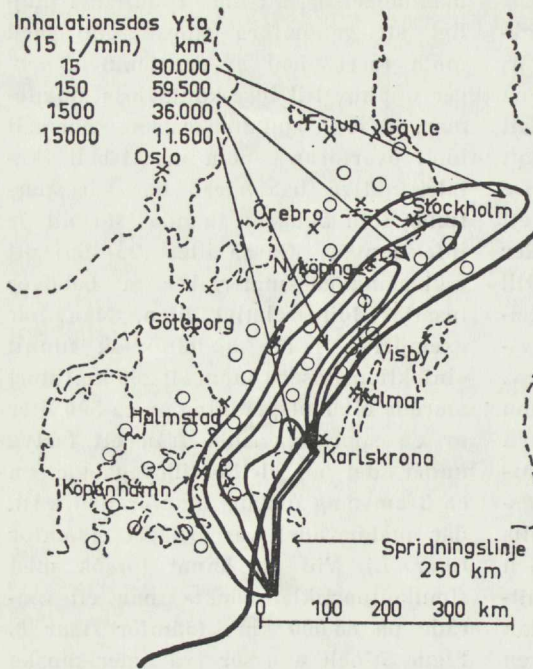 Inhalationsdos Yta
(15 l/min) km²
15 90.000
150 59.500
1500 36.000
15000 11.600
Oslo
Falun
Gävle
Örebro
Stockholm
Nyköping
Göteborg
Visby
Kalmar
Halmstad
Karlskrona
Köpenhamn
Spridningslinje
250 km
0 100 200 300 km